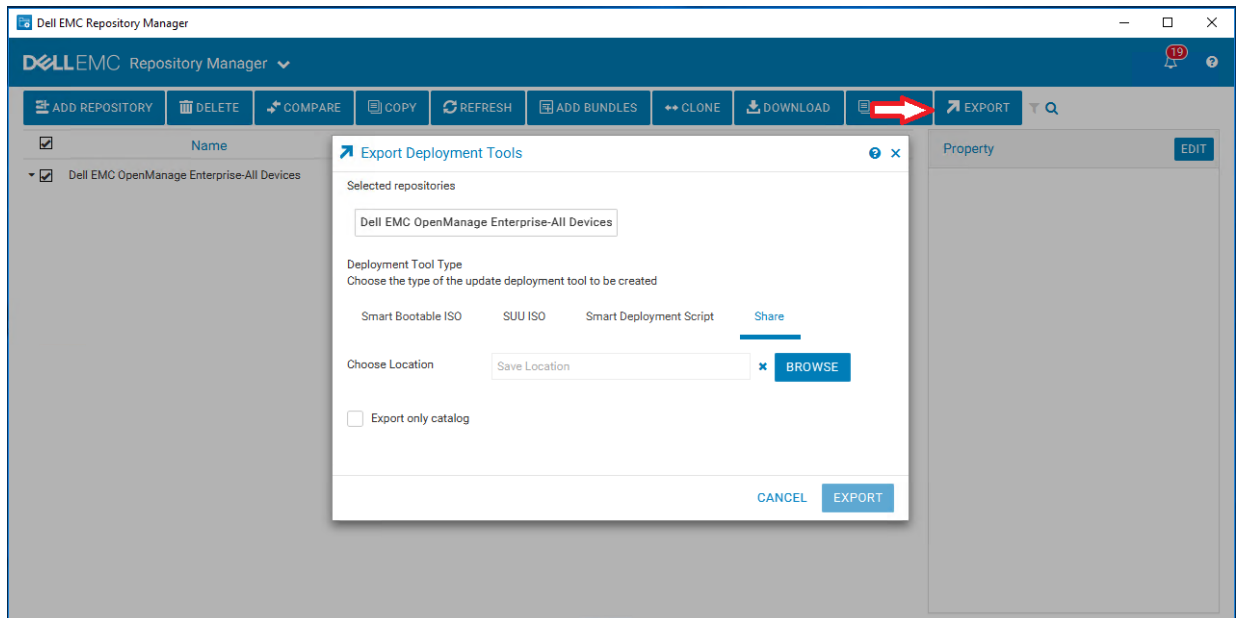 Dell EMC Repository Manager
DELLEMC Repository Manager
19
ADD REPOSITORY DELETE COMPARE COPY REFRESH ADD BUNDLES CLONE DOWNLOAD EXPORT
Name
Dell EMC OpenManage Enterprise-All Devices
Export Deployment Tools
Selected repositories
Dell EMC OpenManage Enterprise-All Devices
Deployment Tool Type
Choose the type of the update deployment tool to be created
Smart Bootable ISO SUU ISO Smart Deployment Script Share
Choose Location Save Location BROWSE
Export only catalog
CANCEL EXPORT
Property EDIT